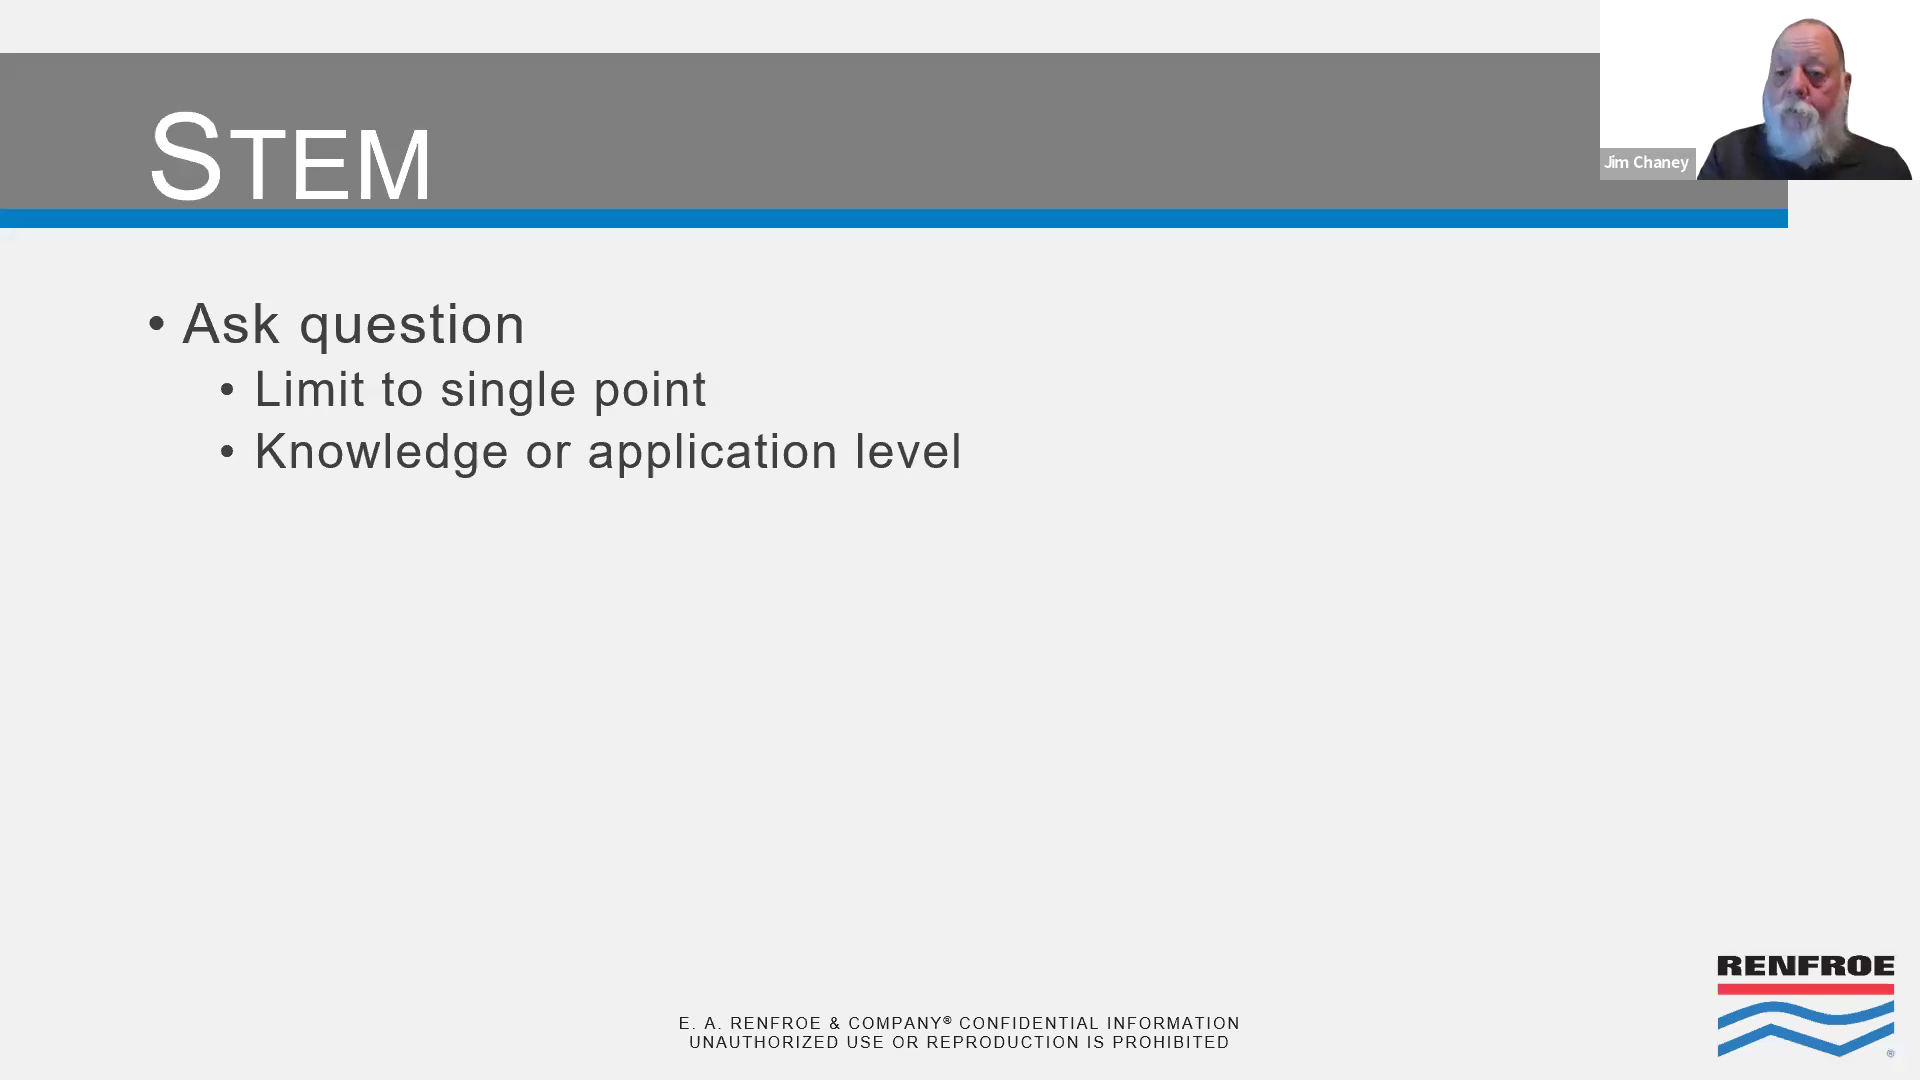 STEM
Jim Chaney
• Ask question
• Limit to single point
• Knowledge or application level
RENFROE
®
E. A. RENFROE & COMPANY® CONFIDENTIAL INFORMATION
UNAUTHORIZED USE OR REPRODUCTION IS PROHIBITED